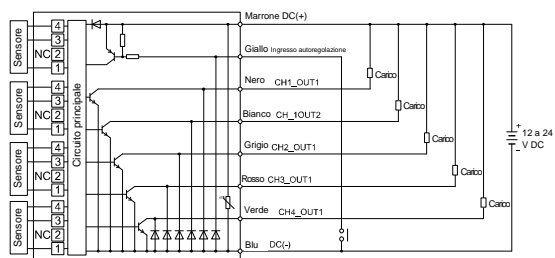 Marrone DC(+)
Giallo Ingresso autoregolazione
Nero CH1_OUT1
Bianco CH_1OUT2
Grigio CH2_OUT1
Rosso CH3_OUT1
Verde CH4_OUT1
Blu DC(-)
Carico
Carico
Carico
Carico
Carico
+
12 a 24
V DC
-
Circuito principale
Sensore
4
3
NC 2
1
Sensore
4
3
NC 2
1
Sensore
4
3
NC 2
1
Sensore
4
3
NC 2
1